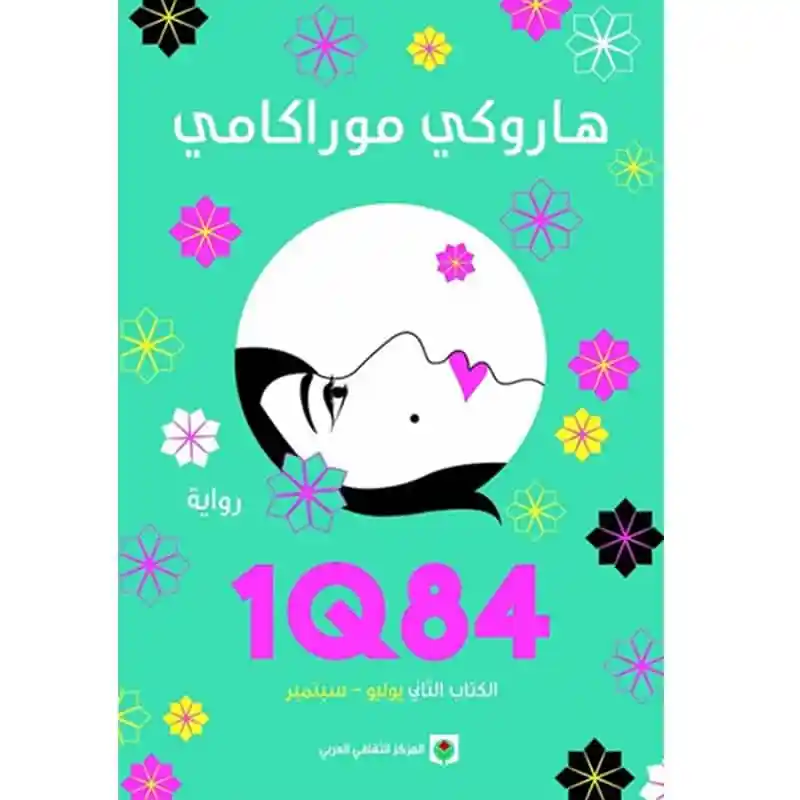 هاروكي موراكامي
رواية
1Q84
الكتاب الثاني يوليو - سبتمبر
المركز الثقافي العربي